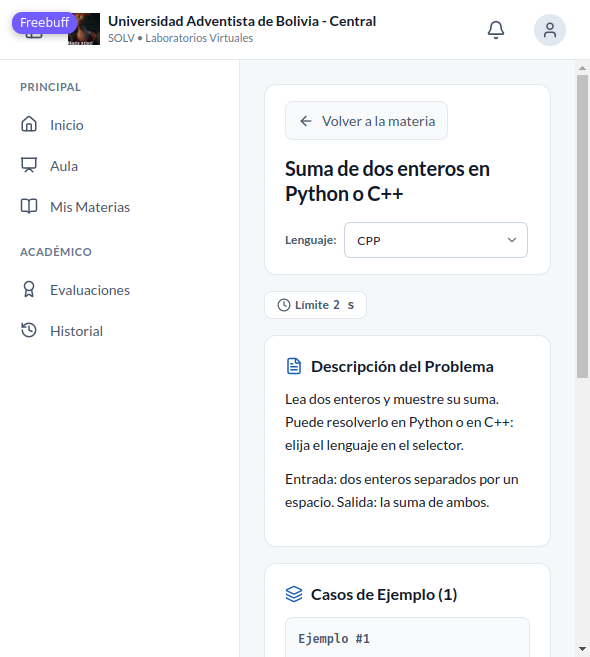 Freebuff
Universidad Adventista de Bolivia - Central
SOLV • Laboratorios Virtuales
PRINCIPAL
Inicio
Aula
Mis Materias
ACADÉMICO
Evaluaciones
Historial
Volver a la materia
Suma de dos enteros en
Python o C++
Lenguaje:
CPP
Límite 2 s
Descripción del Problema
Lea dos enteros y muestre su suma.
Puede resolverlo en Python o en C++:
elija el lenguaje en el selector.
Entrada: dos enteros separados por un
espacio. Salida: la suma de ambos.
Casos de Ejemplo (1)
Ejemplo #1